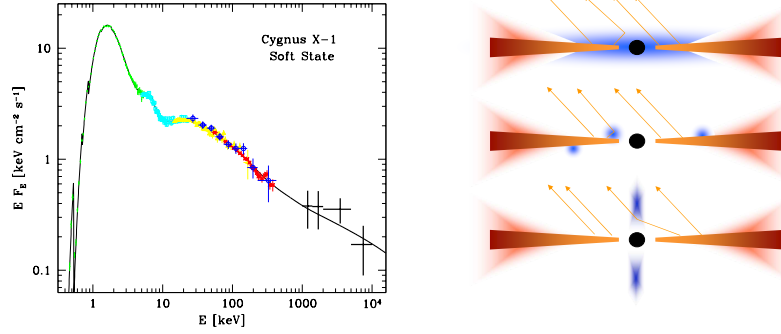 Cygnus X-1
Soft State
E F_E [keV cm⁻² s⁻¹]
10
1
0.1
1
10
100
1000
10⁴
E [keV]